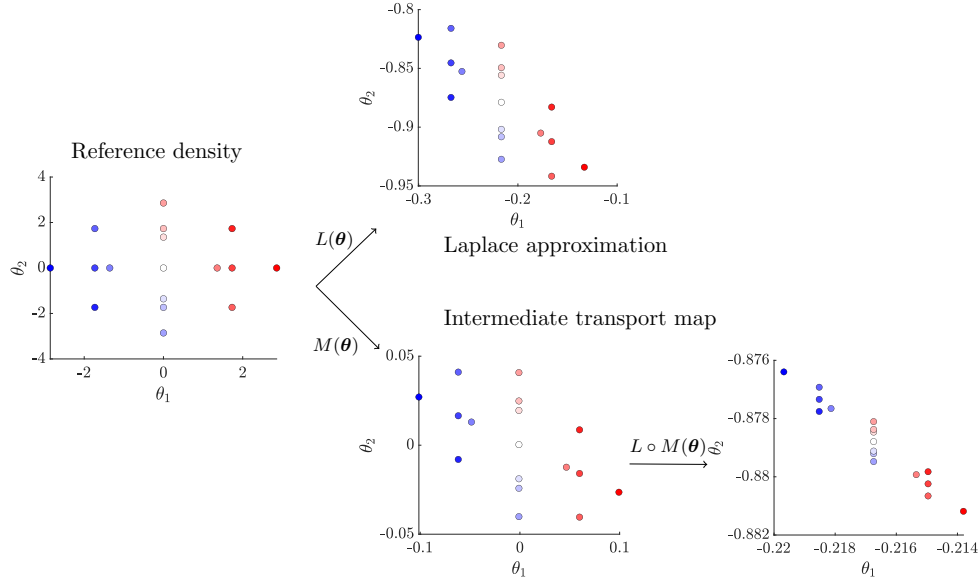 -0.8
-0.85
θ₂
-0.9
-0.95
-0.3
-0.2
-0.1
θ₁
Reference density
4
2
θ₂
0
-2
-4
-2
0
2
θ₁
L(θ)
M(θ)
Laplace approximation
Intermediate transport map
0.05
θ₂
0
-0.05
-0.1
0
0.1
θ₁
L ∘ M(θ)
-0.876
-0.878
θ₂
-0.88
-0.882
-0.22
-0.218
-0.216
-0.214
θ₁